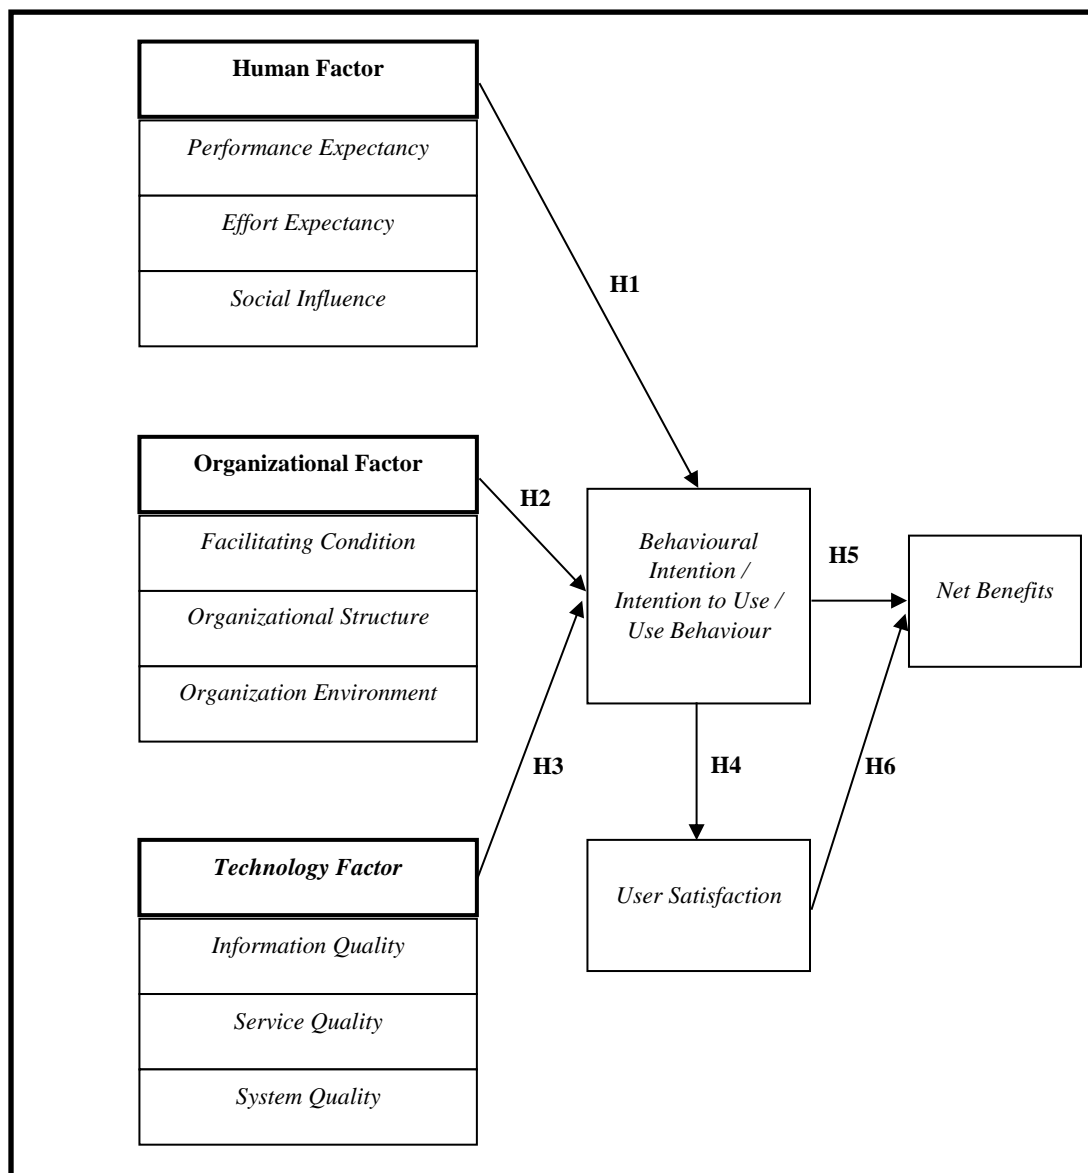 Human Factor
Performance Expectancy
Effort Expectancy
Social Influence
H1
Organizational Factor
H2
Facilitating Condition
Organizational Structure
Organization Environment
Behavioural
Intention /
Intention to Use /
Use Behaviour
H5
Net Benefits
H3
H4
H6
Technology Factor
Information Quality
Service Quality
System Quality
User Satisfaction